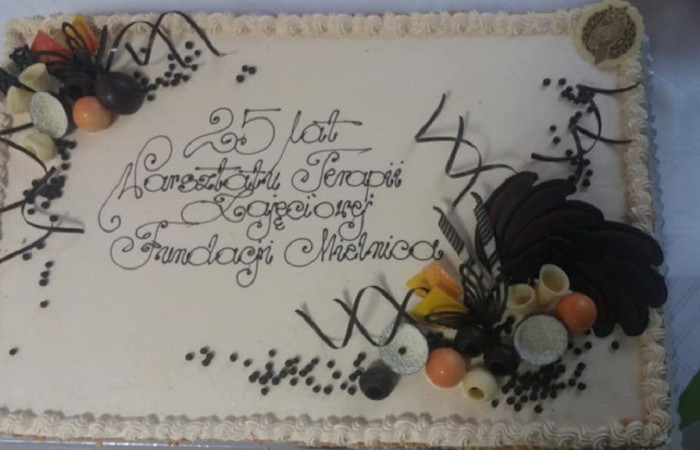 25 lat
Warsztatu Terapii
Zajęciowej
Fundacji Mielnica